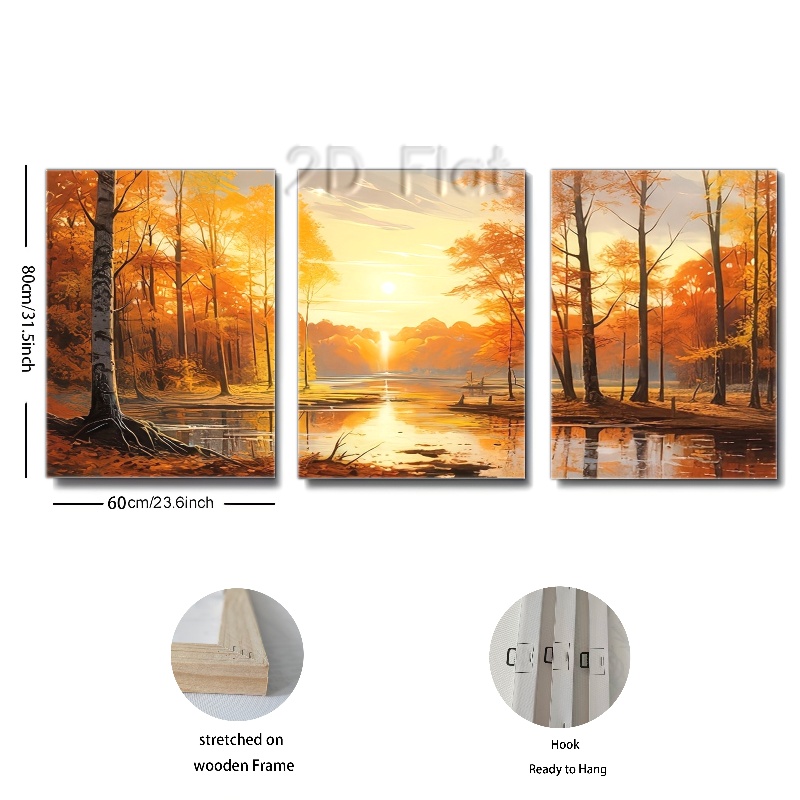 2D Flat
80cm/31.5inch
60cm/23.6inch
stretched on
wooden Frame
Hook
Ready to Hang